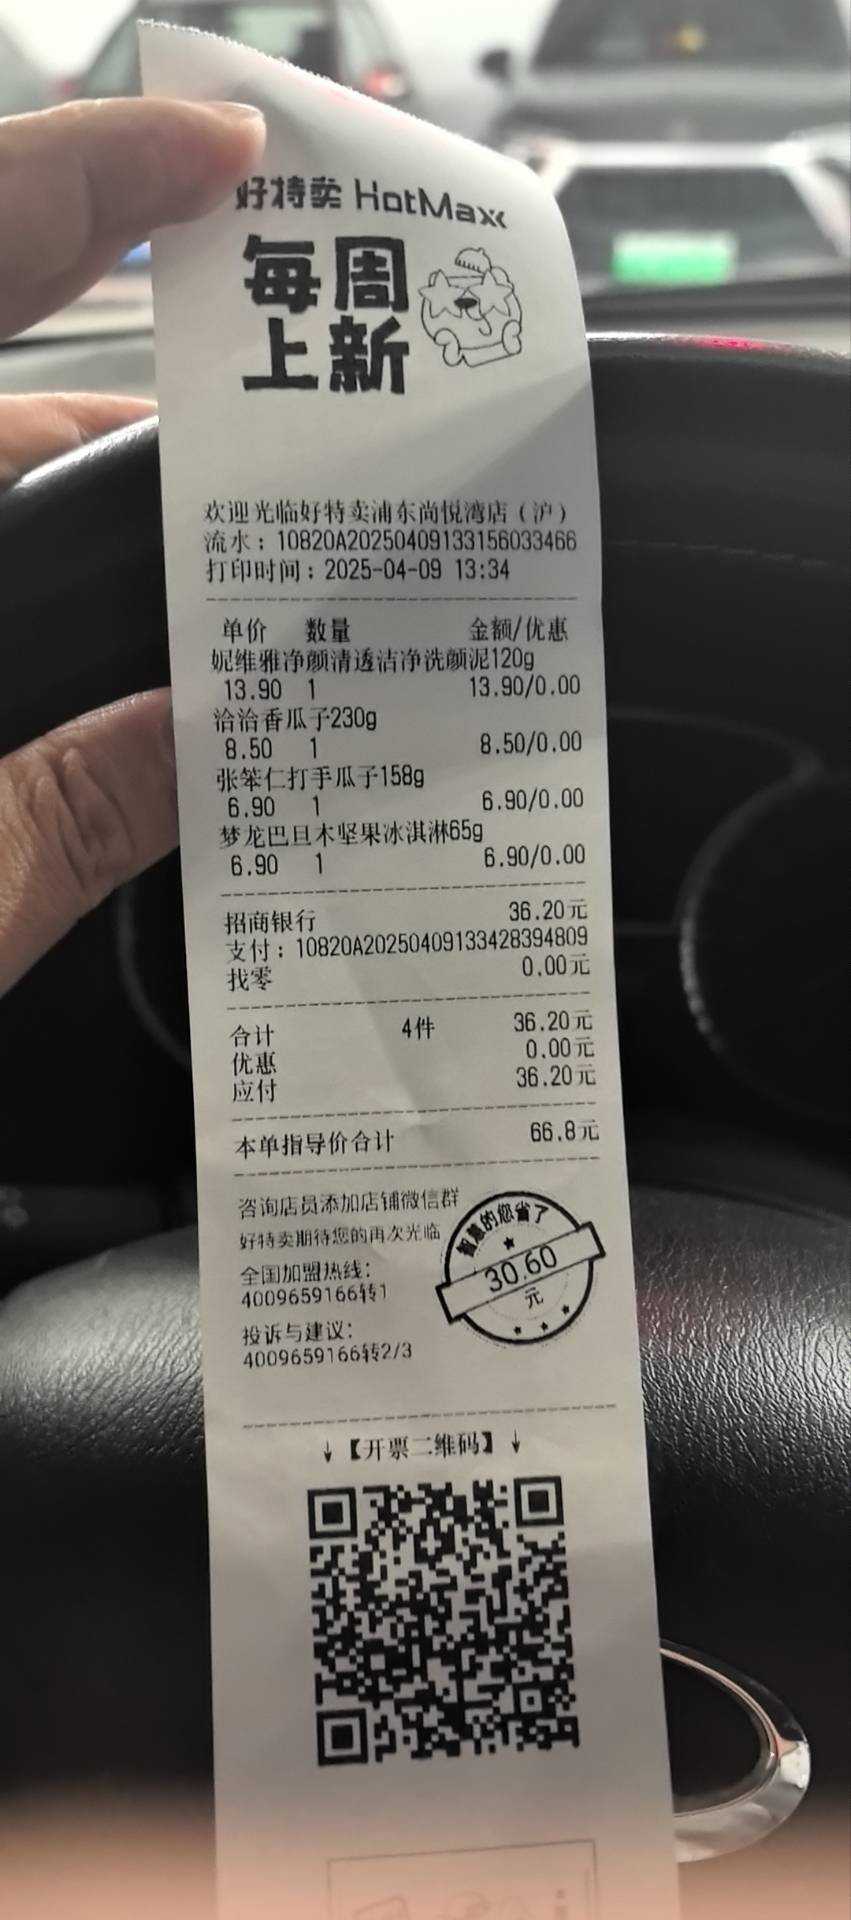 好特卖 HotMaxx
每周
上新
欢迎光临好特卖浦东尚悦湾店（沪）
流水：10820A20250409133156033466
打印时间：2025-04-09 13:34
单价 数量 金额/优惠
妮维雅净颜清透洁净洗颜泥120g
13.90 1 13.90/0.00
洽洽香瓜子230g
8.50 1 8.50/0.00
张笨仁打手瓜子158g
6.90 1 6.90/0.00
梦龙巴旦木坚果冰淇淋65g
6.90 1 6.90/0.00
招商银行 36.20元
支付：10820A20250409133428394809
找零 0.00元
合计 4件 36.20元
优惠 0.00元
应付 36.20元
本单指导价合计 66.8元
咨询店员添加店铺微信群
好特卖期待您的再次光临
全国加盟热线：
4009659166转1
投诉与建议：
4009659166转2/3
智慧的您省了
30.60
元
↓【开票二维码】↓